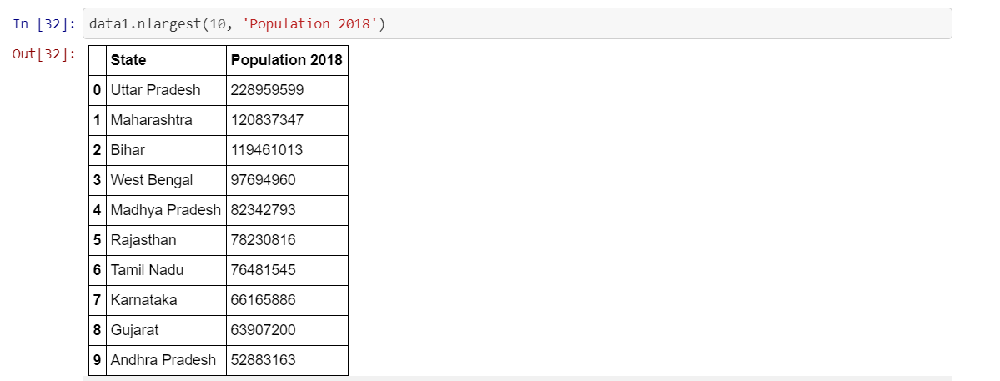 In [32]: data1.nlargest(10, 'Population 2018')
Out[32]:
State Population 2018
0 Uttar Pradesh 228959599
1 Maharashtra 120837347
2 Bihar 119461013
3 West Bengal 97694960
4 Madhya Pradesh 82342793
5 Rajasthan 78230816
6 Tamil Nadu 76481545
7 Karnataka 66165886
8 Gujarat 63907200
9 Andhra Pradesh 52883163